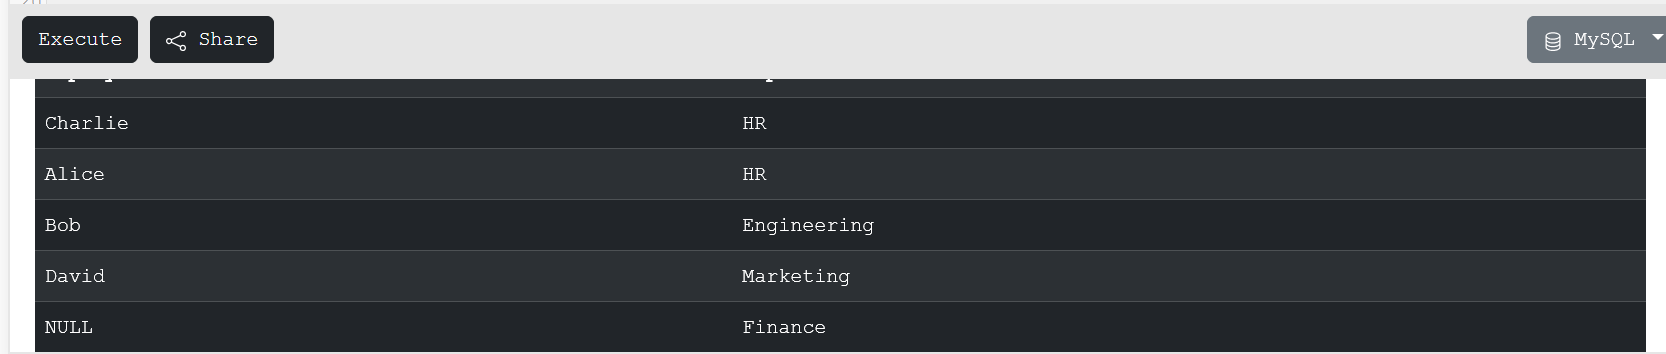 Execute Share MySQL
Charlie HR
Alice HR
Bob Engineering
David Marketing
NULL Finance